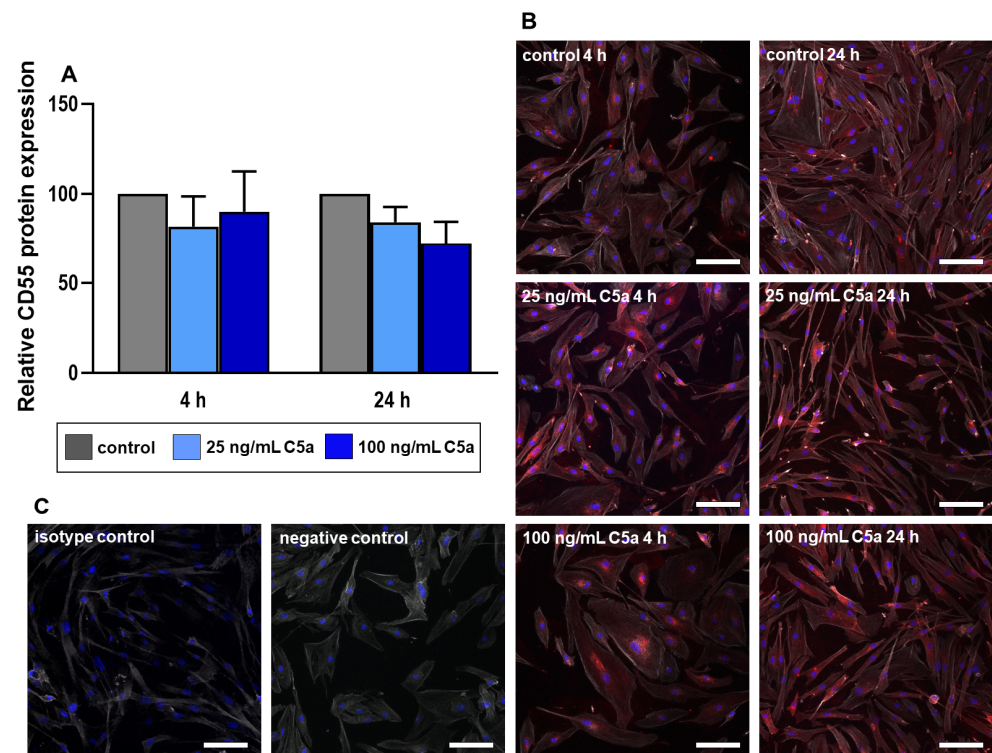 A
Relative CD55 protein expression
150
100
50
0
4 h
24 h
control
25 ng/mL C5a
100 ng/mL C5a
B
control 4 h
control 24 h
25 ng/mL C5a 4 h
25 ng/mL C5a 24 h
100 ng/mL C5a 4 h
100 ng/mL C5a 24 h
C
isotype control
negative control